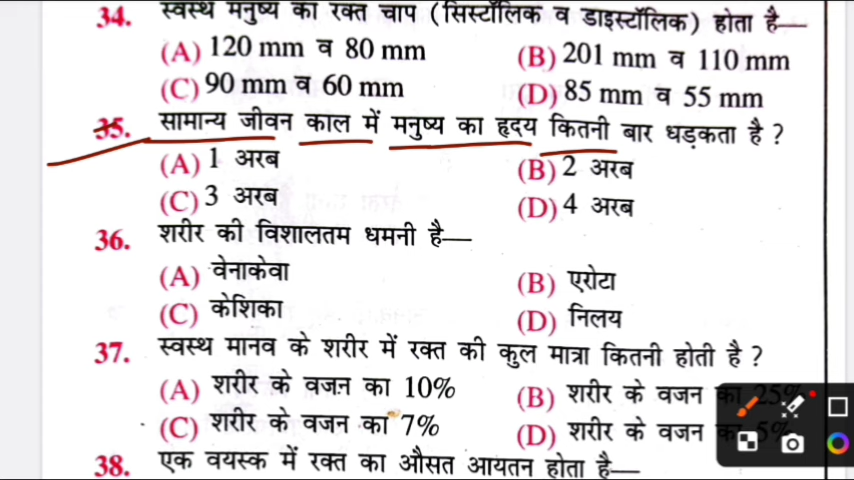 34. स्वस्थ मनुष्य का रक्त चाप (सिस्टॉलिक व डाइस्टॉलिक) होता है—
(A) 120 mm व 80 mm (B) 201 mm व 110 mm
(C) 90 mm व 60 mm (D) 85 mm व 55 mm
35. सामान्य जीवन काल में मनुष्य का हृदय कितनी बार धड़कता है ?
(A) 1 अरब (B) 2 अरब
(C) 3 अरब (D) 4 अरब
36. शरीर की विशालतम धमनी है—
(A) वेनाकेवा (B) एरोटा
(C) केशिका (D) निलय
37. स्वस्थ मानव के शरीर में रक्त की कुल मात्रा कितनी होती है ?
(A) शरीर के वजन का 10% (B) शरीर के वजन का 25%
(C) शरीर के वजन का 7% (D) शरीर के वजन का 5%
38. एक वयस्क में रक्त का औसत आयतन होता है—